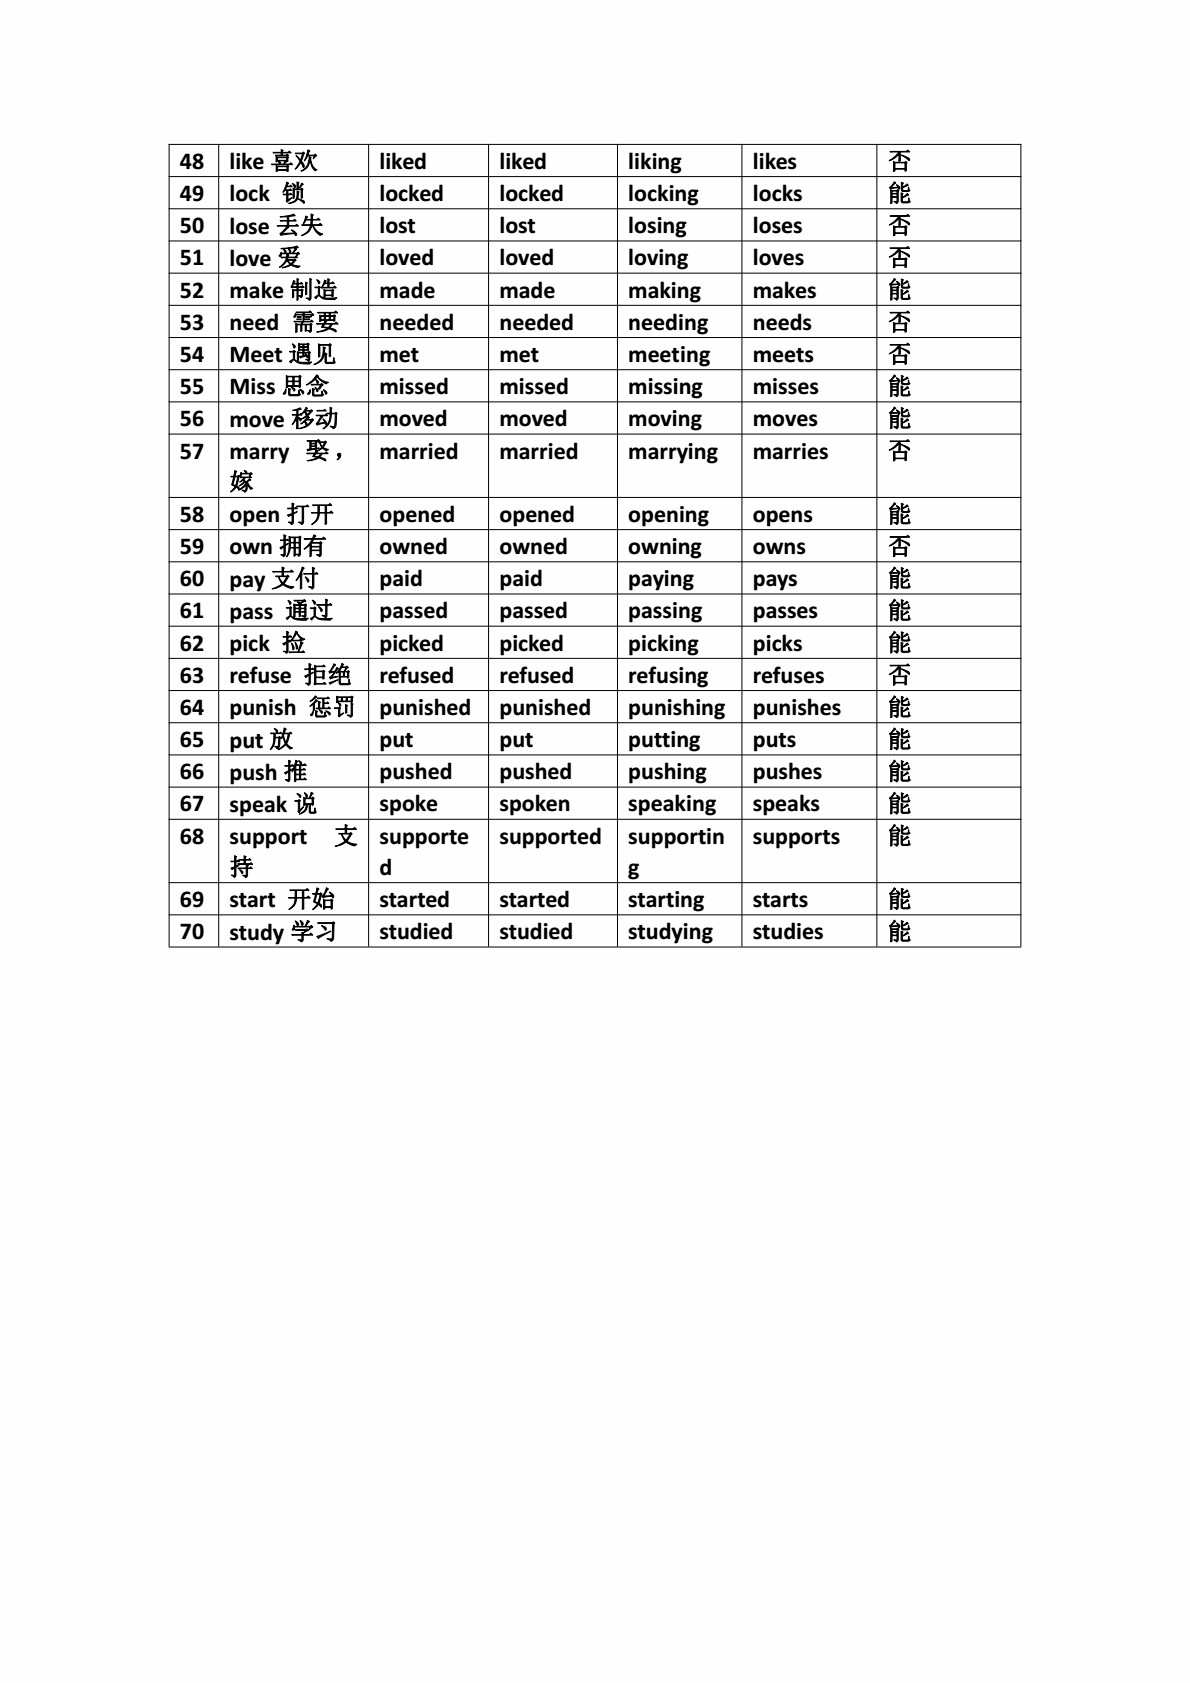 48 like 喜欢 liked liked liking likes 否
49 lock 锁 locked locked locking locks 能
50 lose 丢失 lost lost losing loses 否
51 love 爱 loved loved loving loves 否
52 make 制造 made made making makes 能
53 need 需要 needed needed needing needs 否
54 Meet 遇见 met met meeting meets 否
55 Miss 思念 missed missed missing misses 能
56 move 移动 moved moved moving moves 能
57 marry 娶， married married marrying marries 否
嫁
58 open 打开 opened opened opening opens 能
59 own 拥有 owned owned owning owns 否
60 pay 支付 paid paid paying pays 能
61 pass 通过 passed passed passing passes 能
62 pick 捡 picked picked picking picks 能
63 refuse 拒绝 refused refused refusing refuses 否
64 punish 惩罚 punished punished punishing punishes 能
65 put 放 put put putting puts 能
66 push 推 pushed pushed pushing pushes 能
67 speak 说 spoke spoken speaking speaks 能
68 support 支 supporte supported supportin supports 能
持 d g
69 start 开始 started started starting starts 能
70 study 学习 studied studied studying studies 能